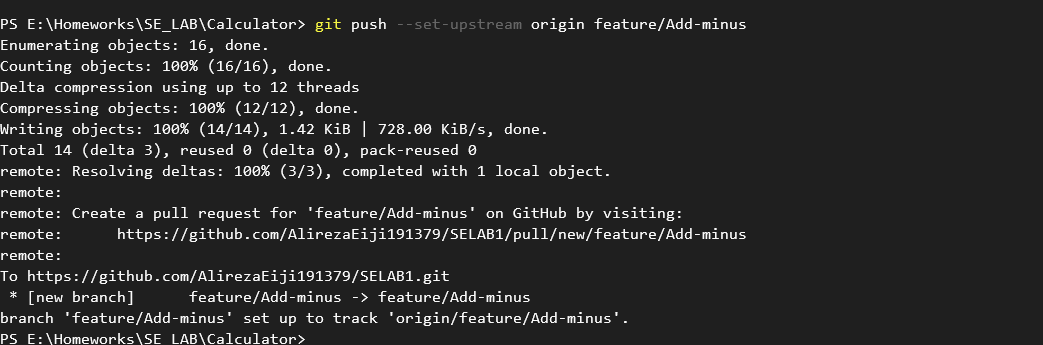 PS E:\Homeworks\SE_LAB\Calculator> git push --set-upstream origin feature/Add-minus
Enumerating objects: 16, done.
Counting objects: 100% (16/16), done.
Delta compression using up to 12 threads
Compressing objects: 100% (12/12), done.
Writing objects: 100% (14/14), 1.42 KiB | 728.00 KiB/s, done.
Total 14 (delta 3), reused 0 (delta 0), pack-reused 0
remote: Resolving deltas: 100% (3/3), completed with 1 local object.
remote:
remote: Create a pull request for 'feature/Add-minus' on GitHub by visiting:
remote:      https://github.com/AlirezaEiji191379/SELAB1/pull/new/feature/Add-minus
remote:
To https://github.com/AlirezaEiji191379/SELAB1.git
 * [new branch]      feature/Add-minus -> feature/Add-minus
branch 'feature/Add-minus' set up to track 'origin/feature/Add-minus'.
PS E:\Homeworks\SE_LAB\Calculator>